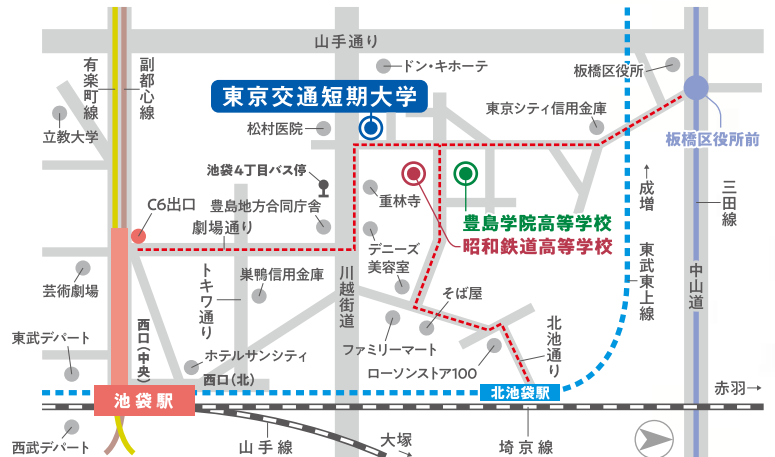 山手通り
ドン・キホーテ
板橋区役所
有楽町線
副都心線
東京交通短期大学
東京シティ信用金庫
立教大学
松村医院
板橋区役所前
池袋4丁目バス停
C6出口
豊島地方合同庁舎
重林寺
劇場通り
豊島学院高等学校
昭和鉄道高等学校
←成増
三田線
デニーズ
美容室
芸術劇場
トキワ通り
巣鴨信用金庫
川越街道
そば屋
東武東上線
中山道
東武デパート
西口(中央)
ホテルサンシティ
西口(北)
ファミリーマート
ローソンストア100
北池通り
池袋駅
北池袋駅
赤羽→
西武デパート
山手線
大塚
→
埼京線